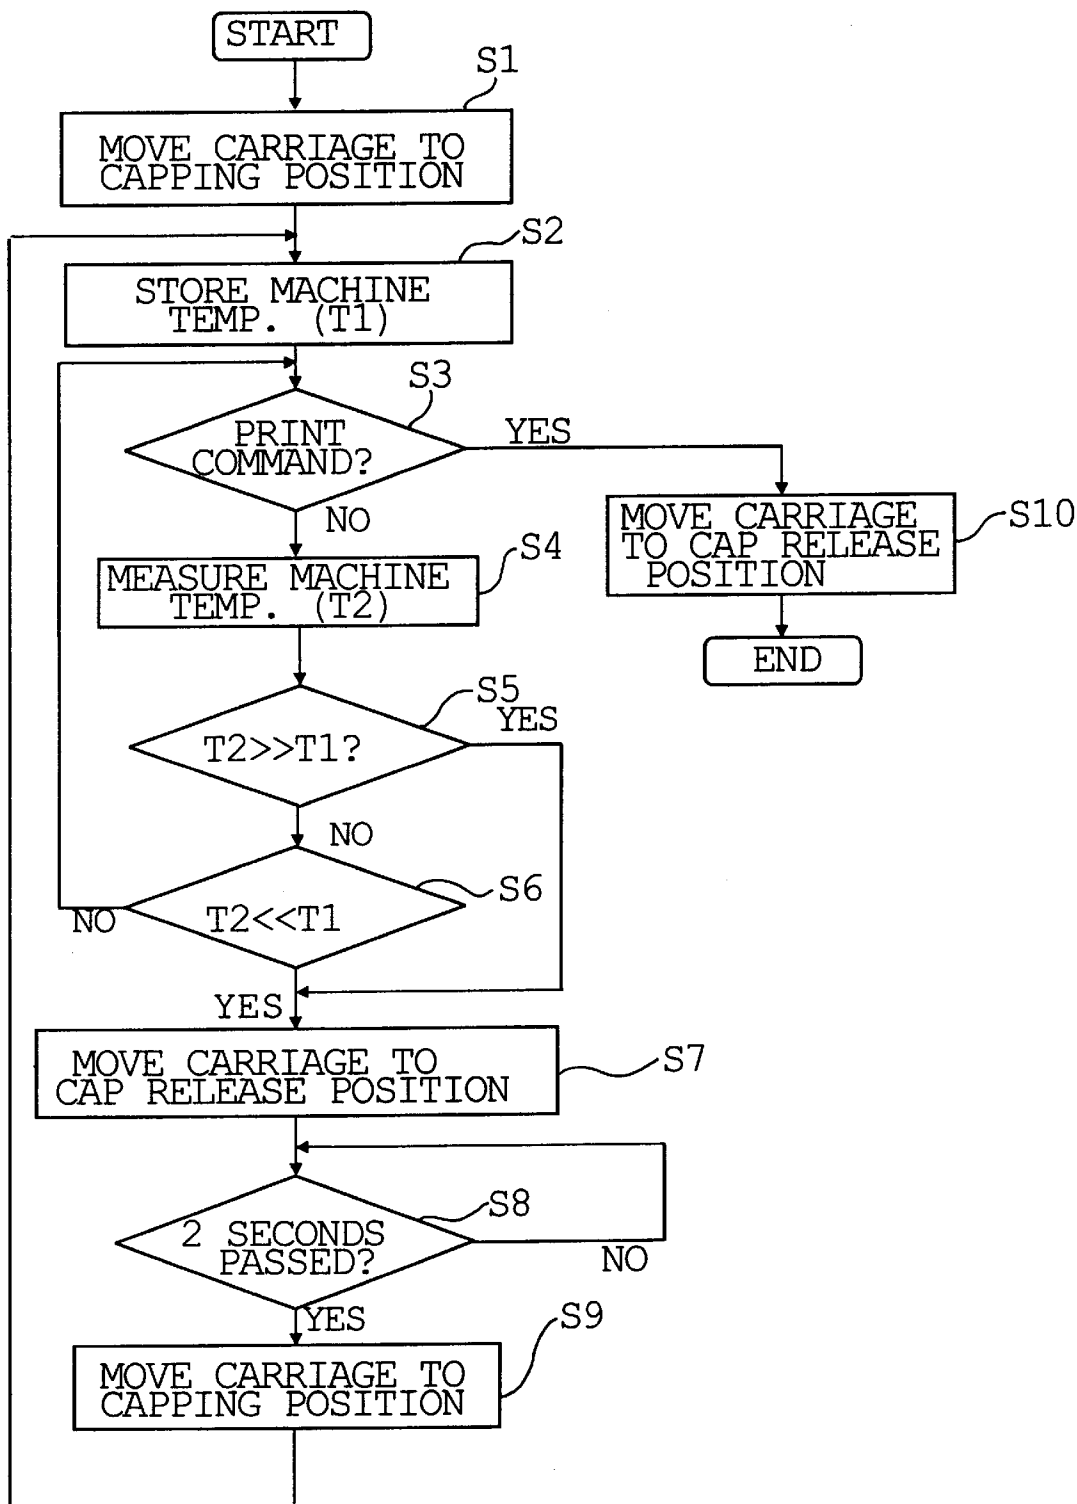 START
S1
MOVE CARRIAGE TO
CAPPING POSITION
S2
STORE MACHINE
TEMP. (T1)
S3
PRINT
COMMAND?
YES
NO
MOVE CARRIAGE
TO CAP RELEASE
POSITION
S10
S4
MEASURE MACHINE
TEMP. (T2)
END
S5
YES
T2>>T1?
NO
S6
T2<<T1
NO
YES
MOVE CARRIAGE TO
CAP RELEASE POSITION
S7
S8
2 SECONDS
PASSED?
NO
YES
S9
MOVE CARRIAGE TO
CAPPING POSITION